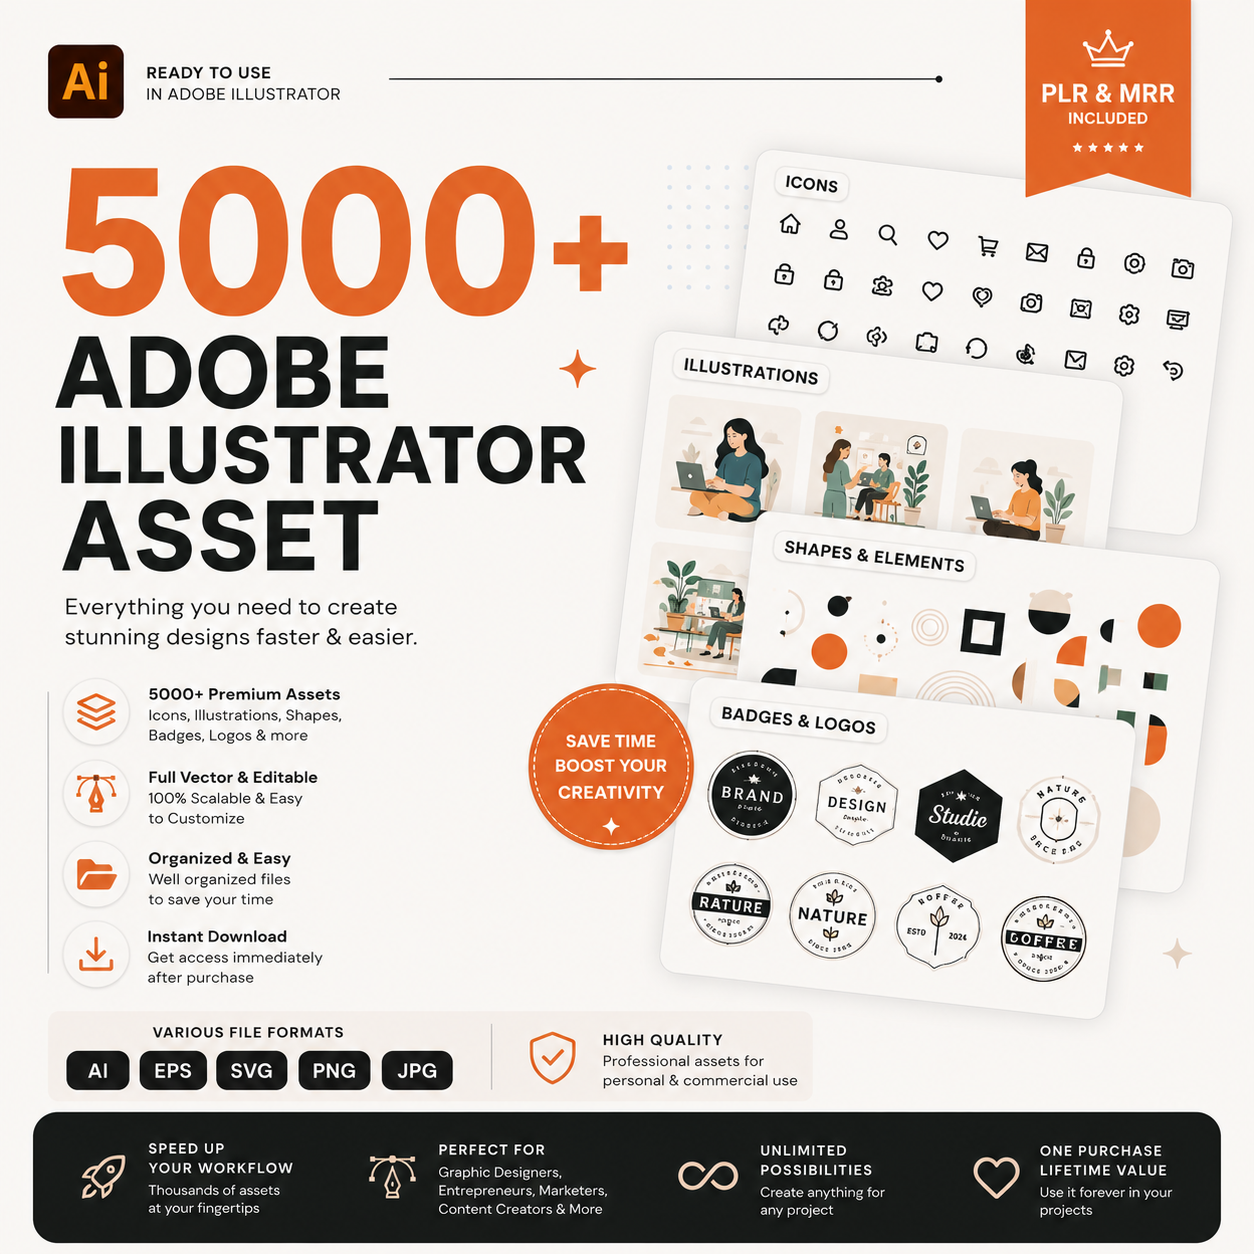 Ai
READY TO USE
IN ADOBE ILLUSTRATOR
PLR & MRR
INCLUDED
5000+
ADOBE
ILLUSTRATOR
ASSET
Everything you need to create
stunning designs faster & easier.
5000+ Premium Assets
Icons, Illustrations, Shapes,
Badges, Logos & more
Full Vector & Editable
100% Scalable & Easy
to Customize
Organized & Easy
Well organized files
to save your time
Instant Download
Get access immediately
after purchase
ICONS
ILLUSTRATIONS
SHAPES & ELEMENTS
SAVE TIME
BOOST YOUR
CREATIVITY
BADGES & LOGOS
BRAND
DESIGN
Studic
NATURE
RATURE
NATURE
HOFFER
ESTD 2024
COFFRE
VARIOUS FILE FORMATS
AI EPS SVG PNG JPG
HIGH QUALITY
Professional assets for
personal & commercial use
SPEED UP
YOUR WORKFLOW
Thousands of assets
at your fingertips
PERFECT FOR
Graphic Designers,
Entrepreneurs, Marketers,
Content Creators & More
UNLIMITED
POSSIBILITIES
Create anything for
any project
ONE PURCHASE
LIFETIME VALUE
Use it forever in your
projects